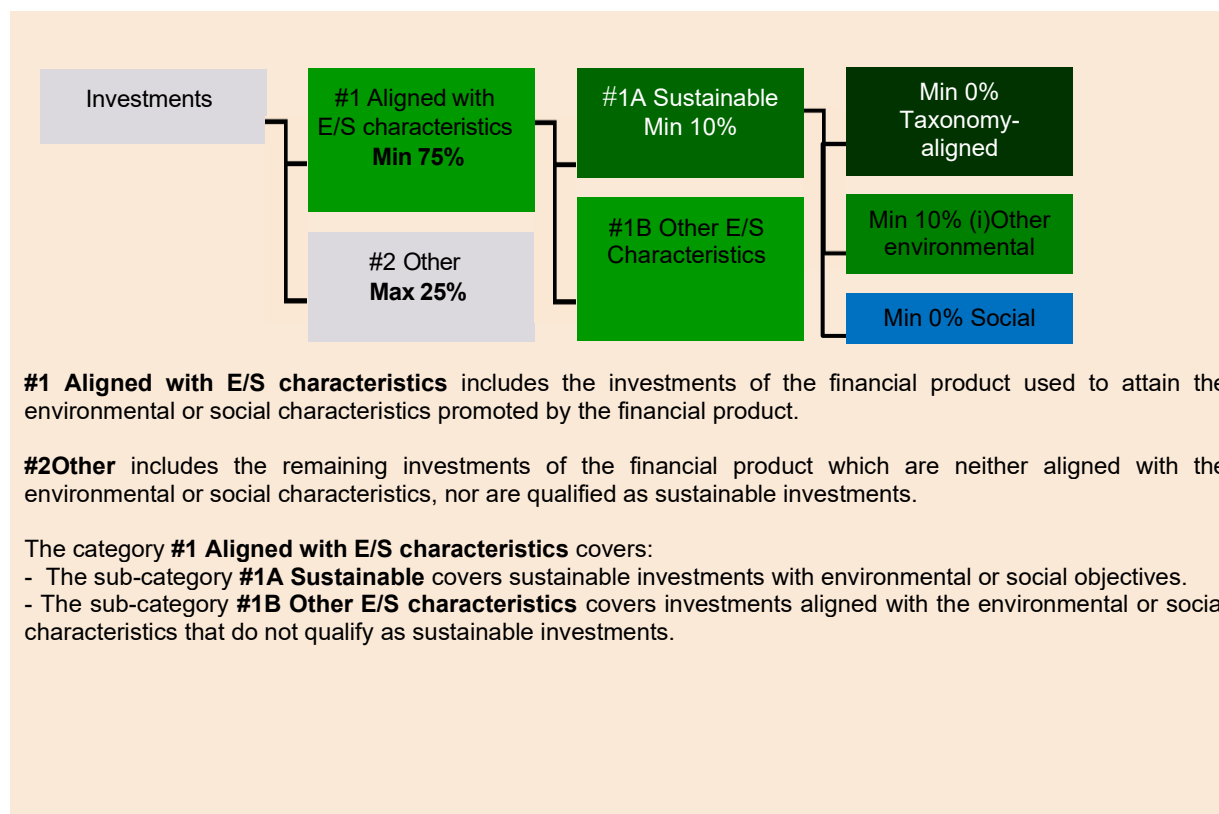 Investments
#1 Aligned with
E/S characteristics
Min 75%
#2 Other
Max 25%
#1A Sustainable
Min 10%
#1B Other E/S
Characteristics
Min 0%
Taxonomy-
aligned
Min 10% (i)Other
environmental
Min 0% Social
#1 Aligned with E/S characteristics includes the investments of the financial product used to attain the
environmental or social characteristics promoted by the financial product.
#2Other includes the remaining investments of the financial product which are neither aligned with the
environmental or social characteristics, nor are qualified as sustainable investments.
The category #1 Aligned with E/S characteristics covers:
- The sub-category #1A Sustainable covers sustainable investments with environmental or social objectives.
- The sub-category #1B Other E/S characteristics covers investments aligned with the environmental or social
characteristics that do not qualify as sustainable investments.